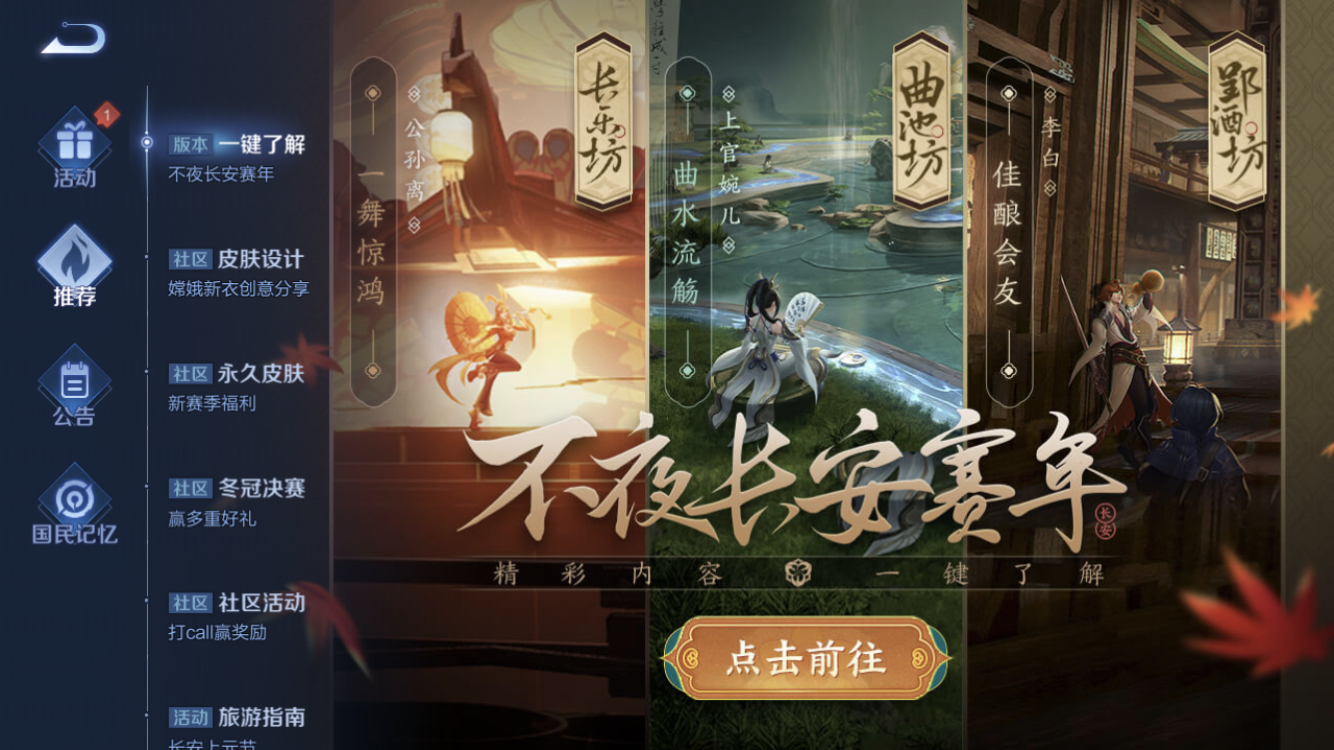 1
活动
推荐
公告
国民记忆
版本 一键了解
不夜长安赛年
社区 皮肤设计
嫦娥新衣创意分享
社区 永久皮肤
新赛季福利
社区 冬冠决赛
赢多重好礼
社区 社区活动
打call赢奖励
活动 旅游指南
长安上元节
一舞惊鸿
公孙离
长乐坊
曲水流觞
上官婉儿
曲池坊
佳酿会友
李白
郢酒坊
不夜长安赛年
长安
精彩内容 一键了解
点击前往